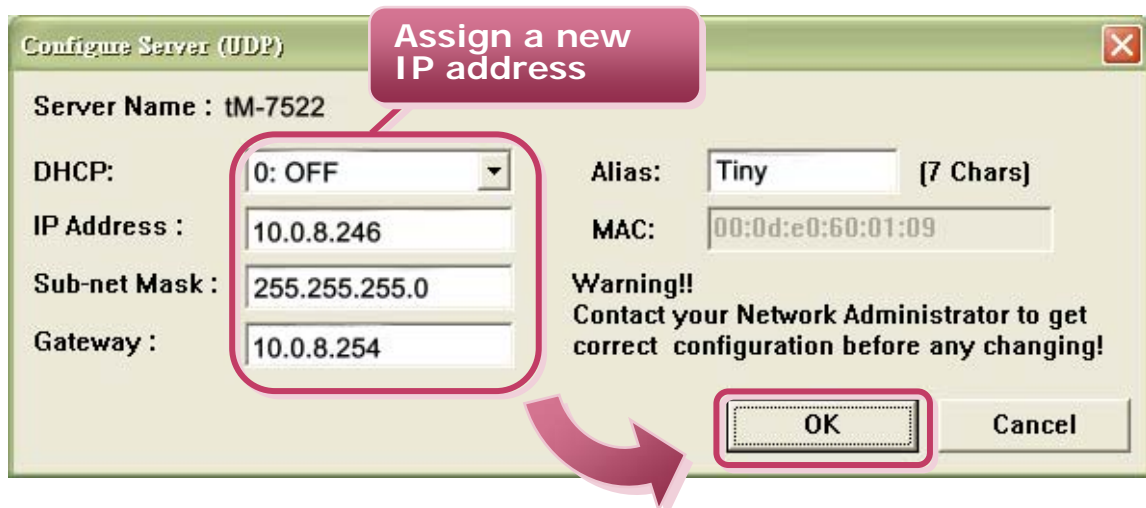 Configure Server (UDP)
Assign a new
IP address
Server Name : tM-7522
DHCP: 0: OFF
IP Address : 10.0.8.246
Sub-net Mask : 255.255.255.0
Gateway : 10.0.8.254
Alias: Tiny (7 Chars)
MAC: 00:0d:e0:60:01:09
Warning!!
Contact your Network Administrator to get
correct configuration before any changing!
OK Cancel